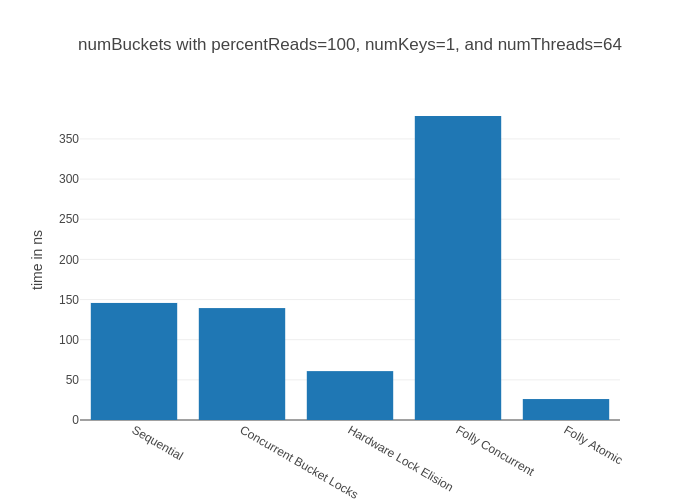 numBuckets with percentReads=100, numKeys=1, and numThreads=64
350
300
250
200
150
100
50
0
time in ns
Sequential
Concurrent Bucket Locks
Hardware Lock Elision
Folly Concurrent
Folly Atomic